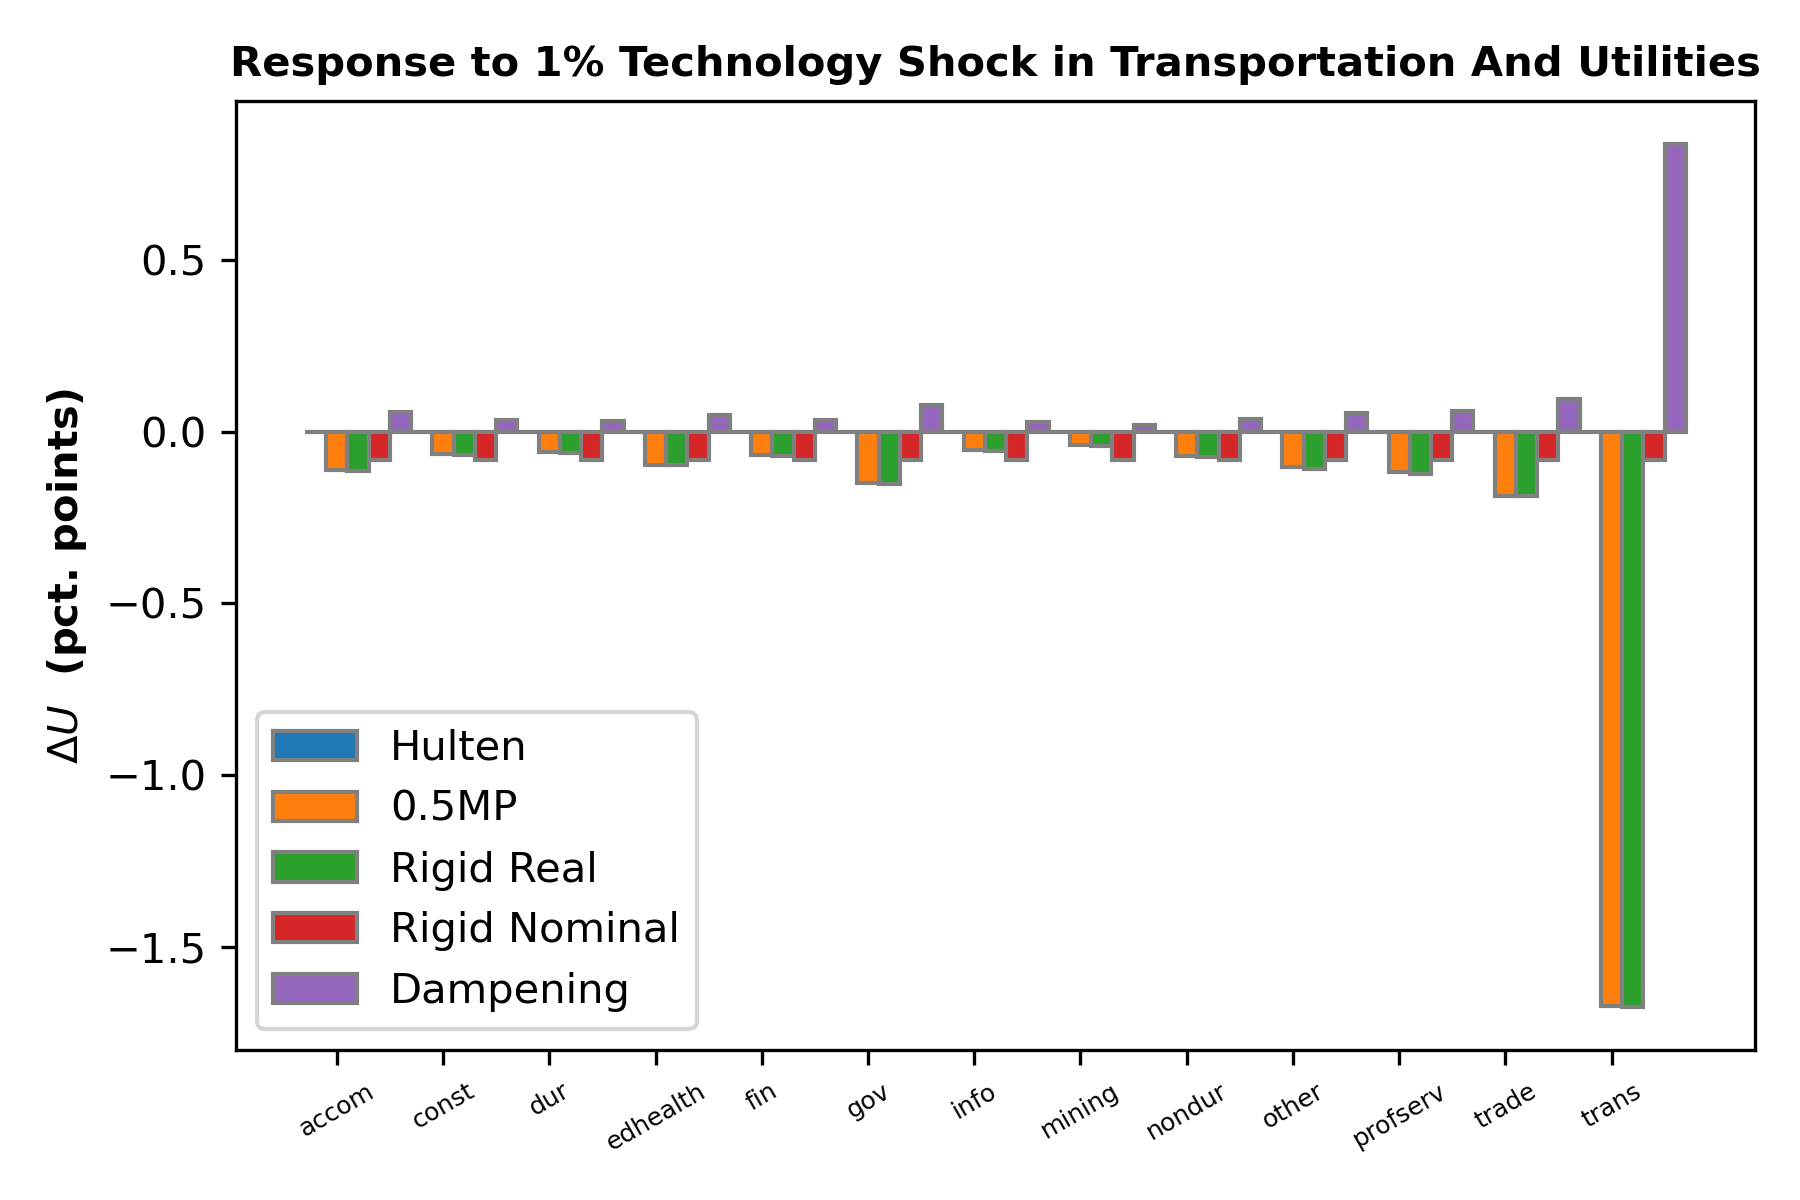 Response to 1% Technology Shock in Transportation And Utilities
ΔU (pct. points)
0.5
0.0
−0.5
−1.0
−1.5
Hulten
0.5MP
Rigid Real
Rigid Nominal
Dampening
accom const dur edhealth fin gov info mining nondur other profserv trade trans